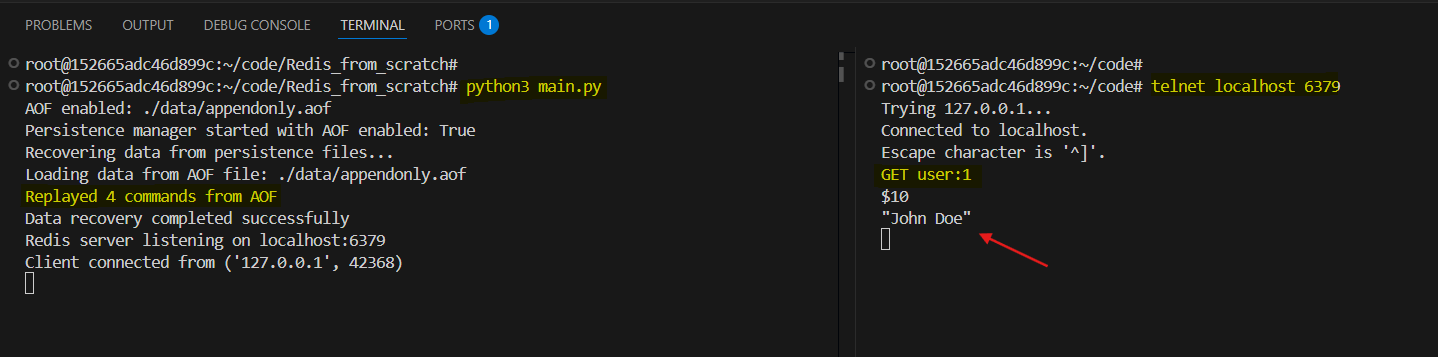 PROBLEMS OUTPUT DEBUG CONSOLE TERMINAL PORTS 1
root@152665adc46d899c:~/code/Redis_from_scratch#
root@152665adc46d899c:~/code/Redis_from_scratch# python3 main.py
AOF enabled: ./data/appendonly.aof
Persistence manager started with AOF enabled: True
Recovering data from persistence files...
Loading data from AOF file: ./data/appendonly.aof
Replayed 4 commands from AOF
Data recovery completed successfully
Redis server listening on localhost:6379
Client connected from ('127.0.0.1', 42368)
root@152665adc46d899c:~/code#
root@152665adc46d899c:~/code# telnet localhost 6379
Trying 127.0.0.1...
Connected to localhost.
Escape character is '^]'.
GET user:1
$10
"John Doe"